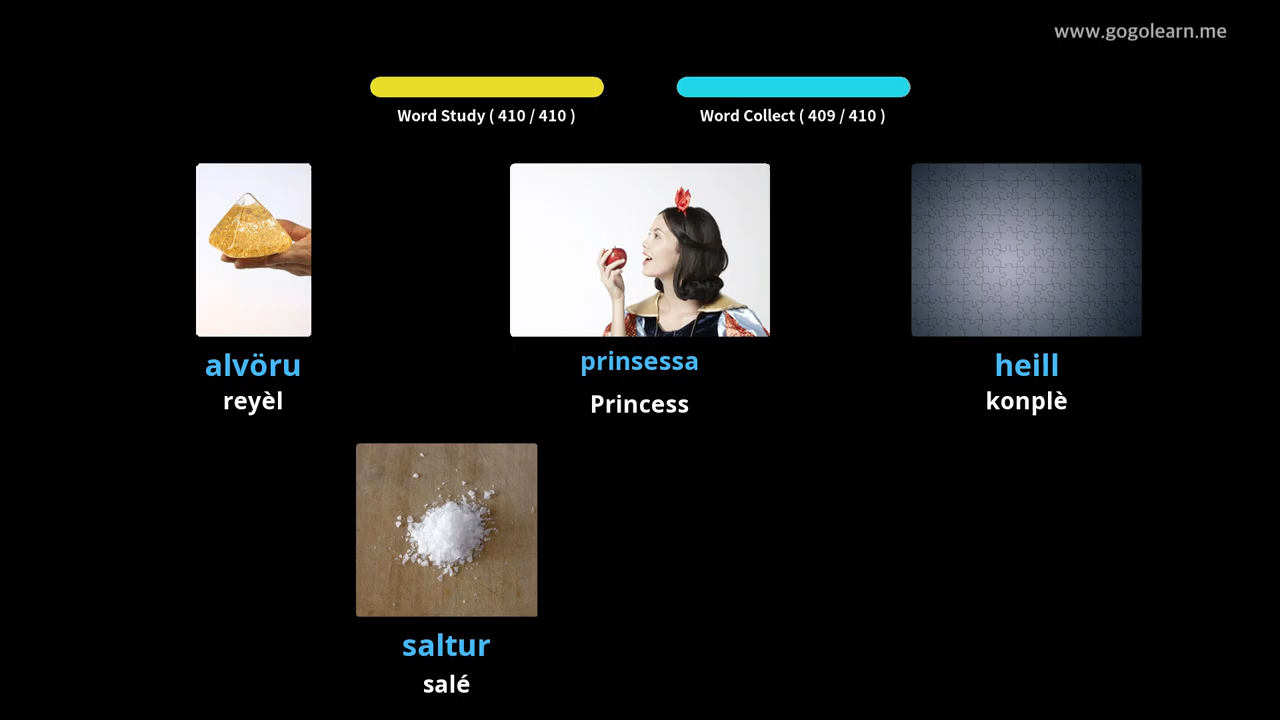 www.gogolearn.me
Word Study ( 410 / 410 )
Word Collect ( 409 / 410 )
alvöru
reyèl
prinsessa
Princess
heill
konplè
saltur
salé